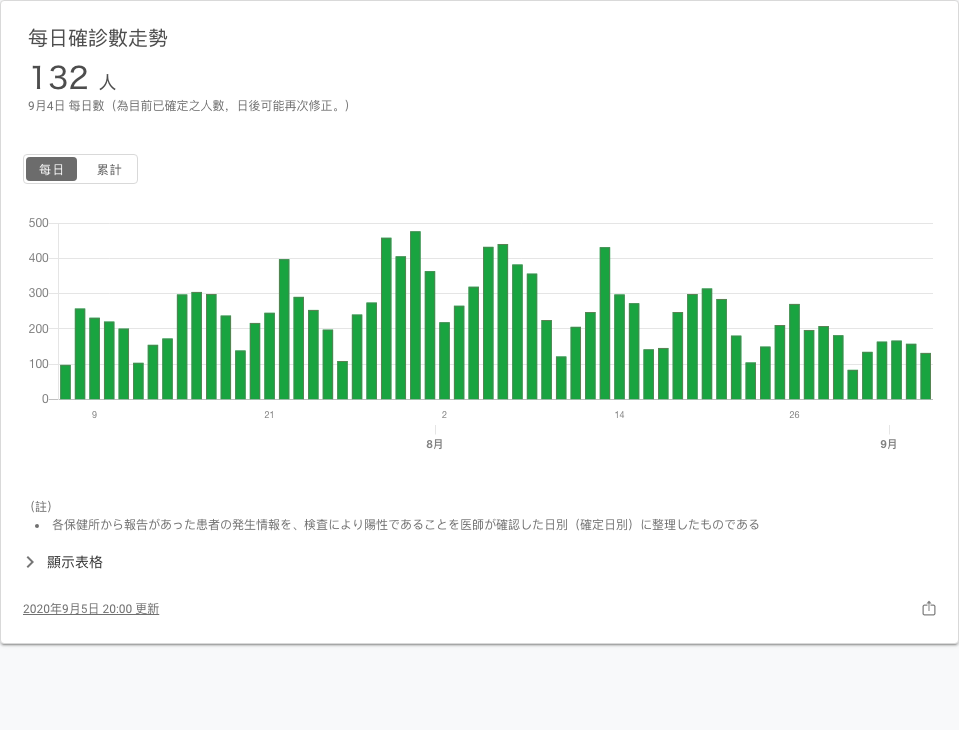 每日確診數走勢
132 人
9月4日 每日數（為目前已確定之人數，日後可能再次修正。）
每日 累計
500
400
300
200
100
0
9 21 2 14 26
8月 9月
（註）
• 各保健所から報告があった患者の発生情報を、検査により陽性であることを医師が確認した日別（確定日別）に整理したものである
顯示表格
2020年9月5日 20:00 更新